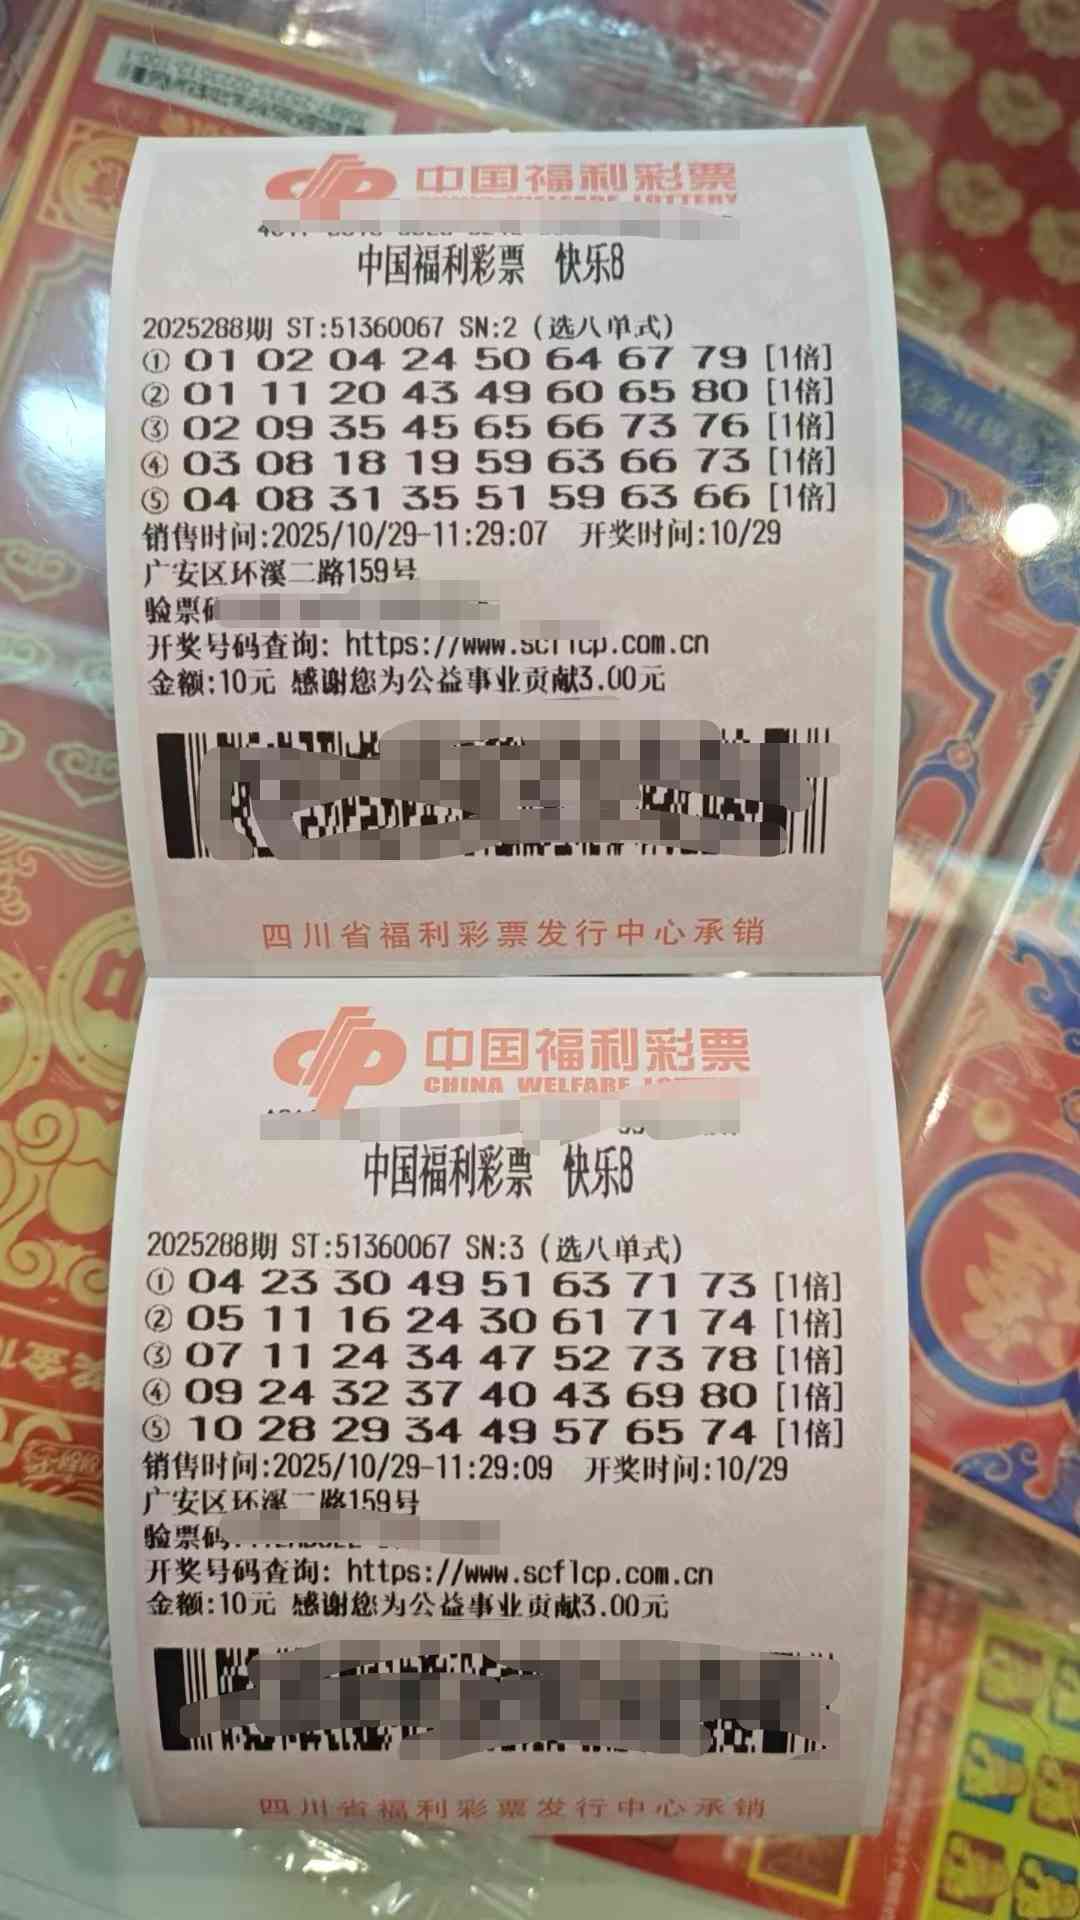 中国福利彩票
CHINA WELFARE LOTTERY
中国福利彩票 快乐8
2025288期 ST:51360067 SN:2 (选八单式)
① 01 02 04 24 50 64 67 79 [1倍]
② 01 11 20 43 49 60 65 80 [1倍]
③ 02 09 35 45 65 66 73 76 [1倍]
④ 03 08 18 19 59 63 66 73 [1倍]
⑤ 04 08 31 35 51 59 63 66 [1倍]
销售时间:2025/10/29-11:29:07 开奖时间:10/29
广安区环溪二路159号
验票码
开奖号码查询: https://www.scflcp.com.cn
金额:10元 感谢您为公益事业贡献3.00元
四川省福利彩票发行中心承销
中国福利彩票
CHINA WELFARE
中国福利彩票 快乐8
2025288期 ST:51360067 SN:3 (选八单式)
① 04 23 30 49 51 63 71 73 [1倍]
② 05 11 16 24 30 61 71 74 [1倍]
③ 07 11 24 34 47 52 73 78 [1倍]
④ 09 24 32 37 40 43 69 80 [1倍]
⑤ 10 28 29 34 49 57 65 74 [1倍]
销售时间:2025/10/29-11:29:09 开奖时间:10/29
广安区环溪二路159号
验票码
开奖号码查询: https://www.scflcp.com.cn
金额:10元 感谢您为公益事业贡献3.00元
四川省福利彩票发行中心承销